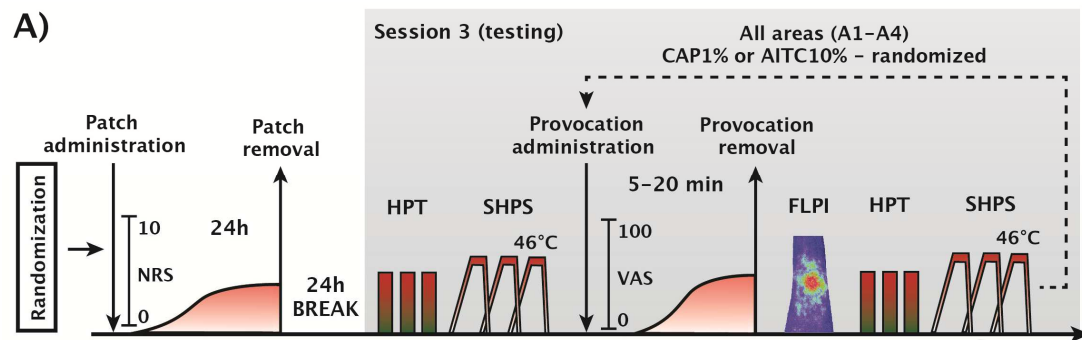 A)
Session 3 (testing)
All areas (A1–A4)
CAP1% or AITC10% – randomized
Patch
administration
Patch
removal
Provocation
administration
Provocation
removal
Randomization
10
NRS
0
24h
24h
BREAK
HPT
SHPS
46°C
5–20 min
100
VAS
0
FLPI
HPT
SHPS
46°C